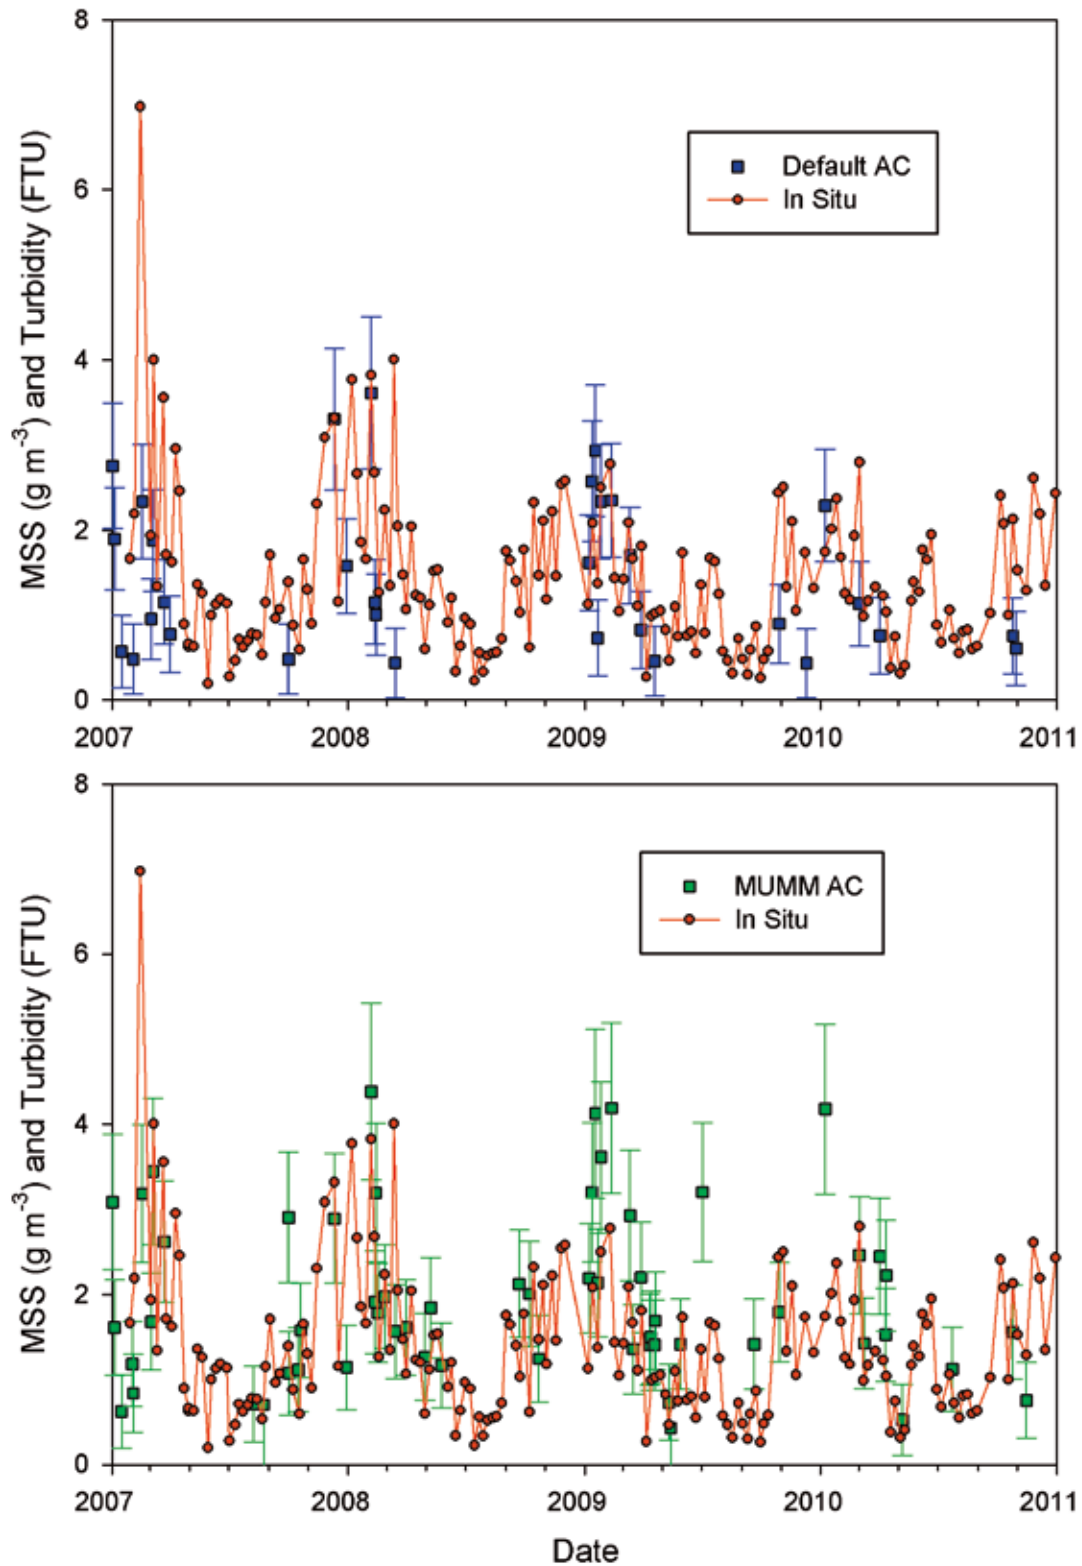 8
6
4
2
0
MSS (g m⁻³) and Turbidity (FTU)
Default AC
In Situ
2007
2008
2009
2010
2011
8
6
4
2
0
MSS (g m⁻³) and Turbidity (FTU)
MUMM AC
In Situ
2007
2008
2009
2010
2011
Date